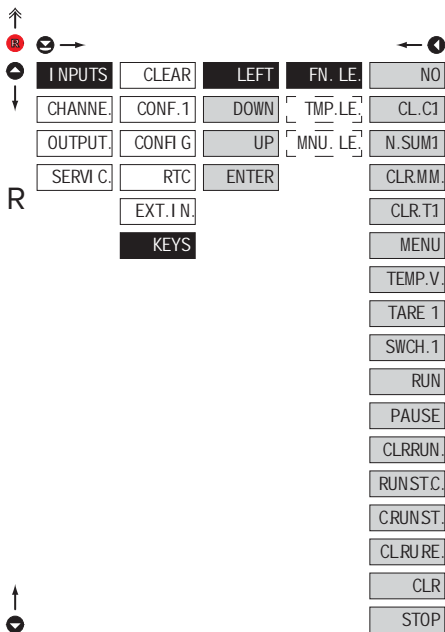 R
INPUTS CLEAR LEFT FN. LE. NO
CHANNE. CONF.1 DOWN TMP.LE. CL.C1
OUTPUT. CONFIG UP MNU. LE. N.SUM1
SERVIC. RTC ENTER CLR.MM.
R EXT.IN. CLR.T.1
KEYS MENU
TEMP.V.
TARE 1
SWCH.1
RUN
PAUSE
CLRRUN.
RUNST.C.
C.RUNST.
CL.RU.RE.
CLR
STOP